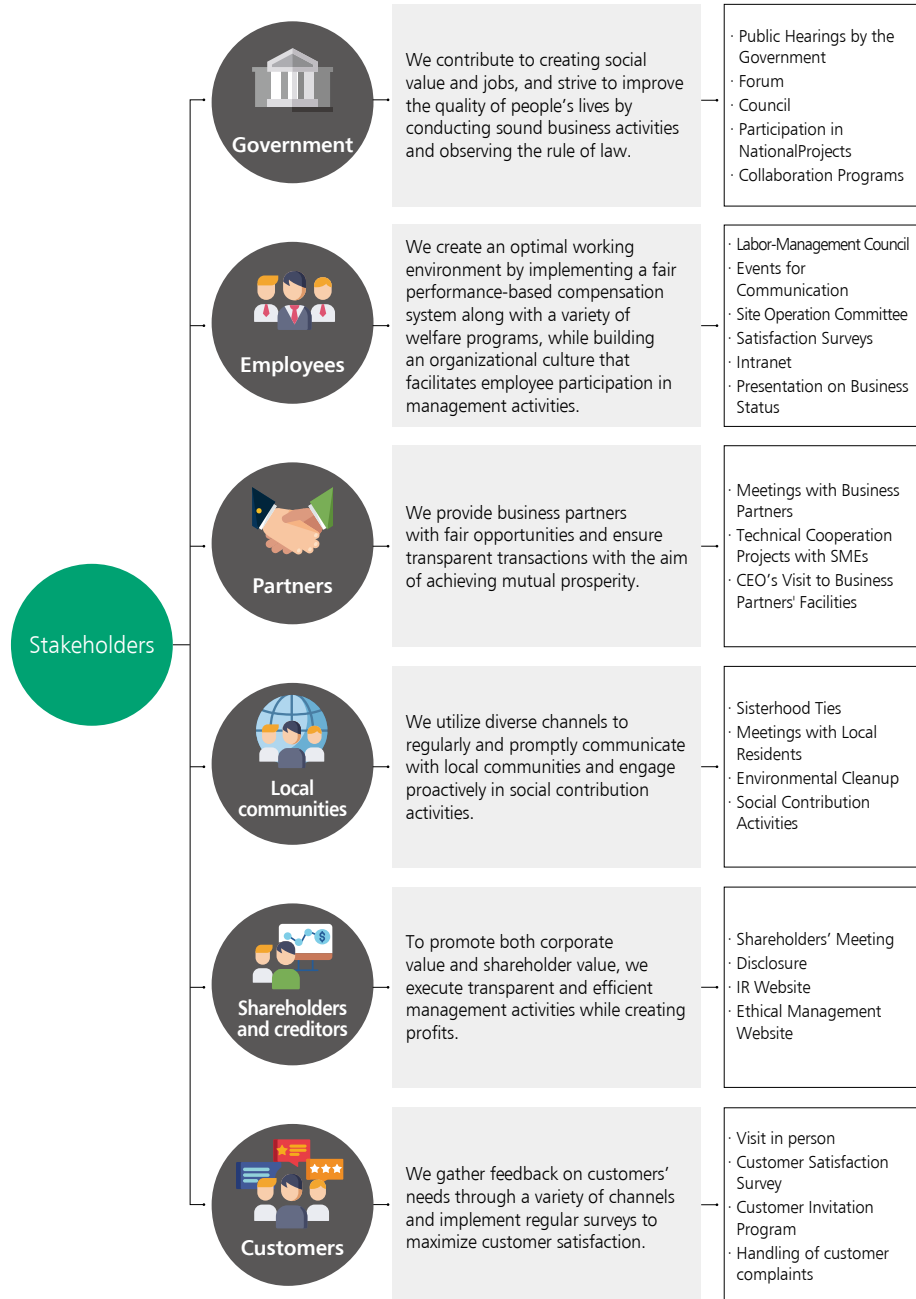 Stakeholders
Government
We contribute to creating social
value and jobs, and strive to improve
the quality of people’s lives by
conducting sound business activities
and observing the rule of law.
· Public Hearings by the
Government
· Forum
· Council
· Participation in
NationalProjects
· Collaboration Programs
Employees
We create an optimal working
environment by implementing a fair
performance-based compensation
system along with a variety of
welfare programs, while building
an organizational culture that
facilitates employee participation in
management activities.
· Labor-Management Council
· Events for
Communication
· Site Operation Committee
· Satisfaction Surveys
· Intranet
· Presentation on Business
Status
Partners
We provide business partners
with fair opportunities and ensure
transparent transactions with the aim
of achieving mutual prosperity.
· Meetings with Business
Partners
· Technical Cooperation
Projects with SMEs
· CEO’s Visit to Business
Partners' Facilities
Local
communities
We utilize diverse channels to
regularly and promptly communicate
with local communities and engage
proactively in social contribution
activities.
· Sisterhood Ties
· Meetings with Local
Residents
· Environmental Cleanup
· Social Contribution
Activities
$
Shareholders
and creditors
To promote both corporate
value and shareholder value, we
execute transparent and efficient
management activities while creating
profits.
· Shareholders’ Meeting
· Disclosure
· IR Website
· Ethical Management
Website
Customers
We gather feedback on customers’
needs through a variety of channels
and implement regular surveys to
maximize customer satisfaction.
· Visit in person
· Customer Satisfaction
Survey
· Customer Invitation
Program
· Handling of customer
complaints